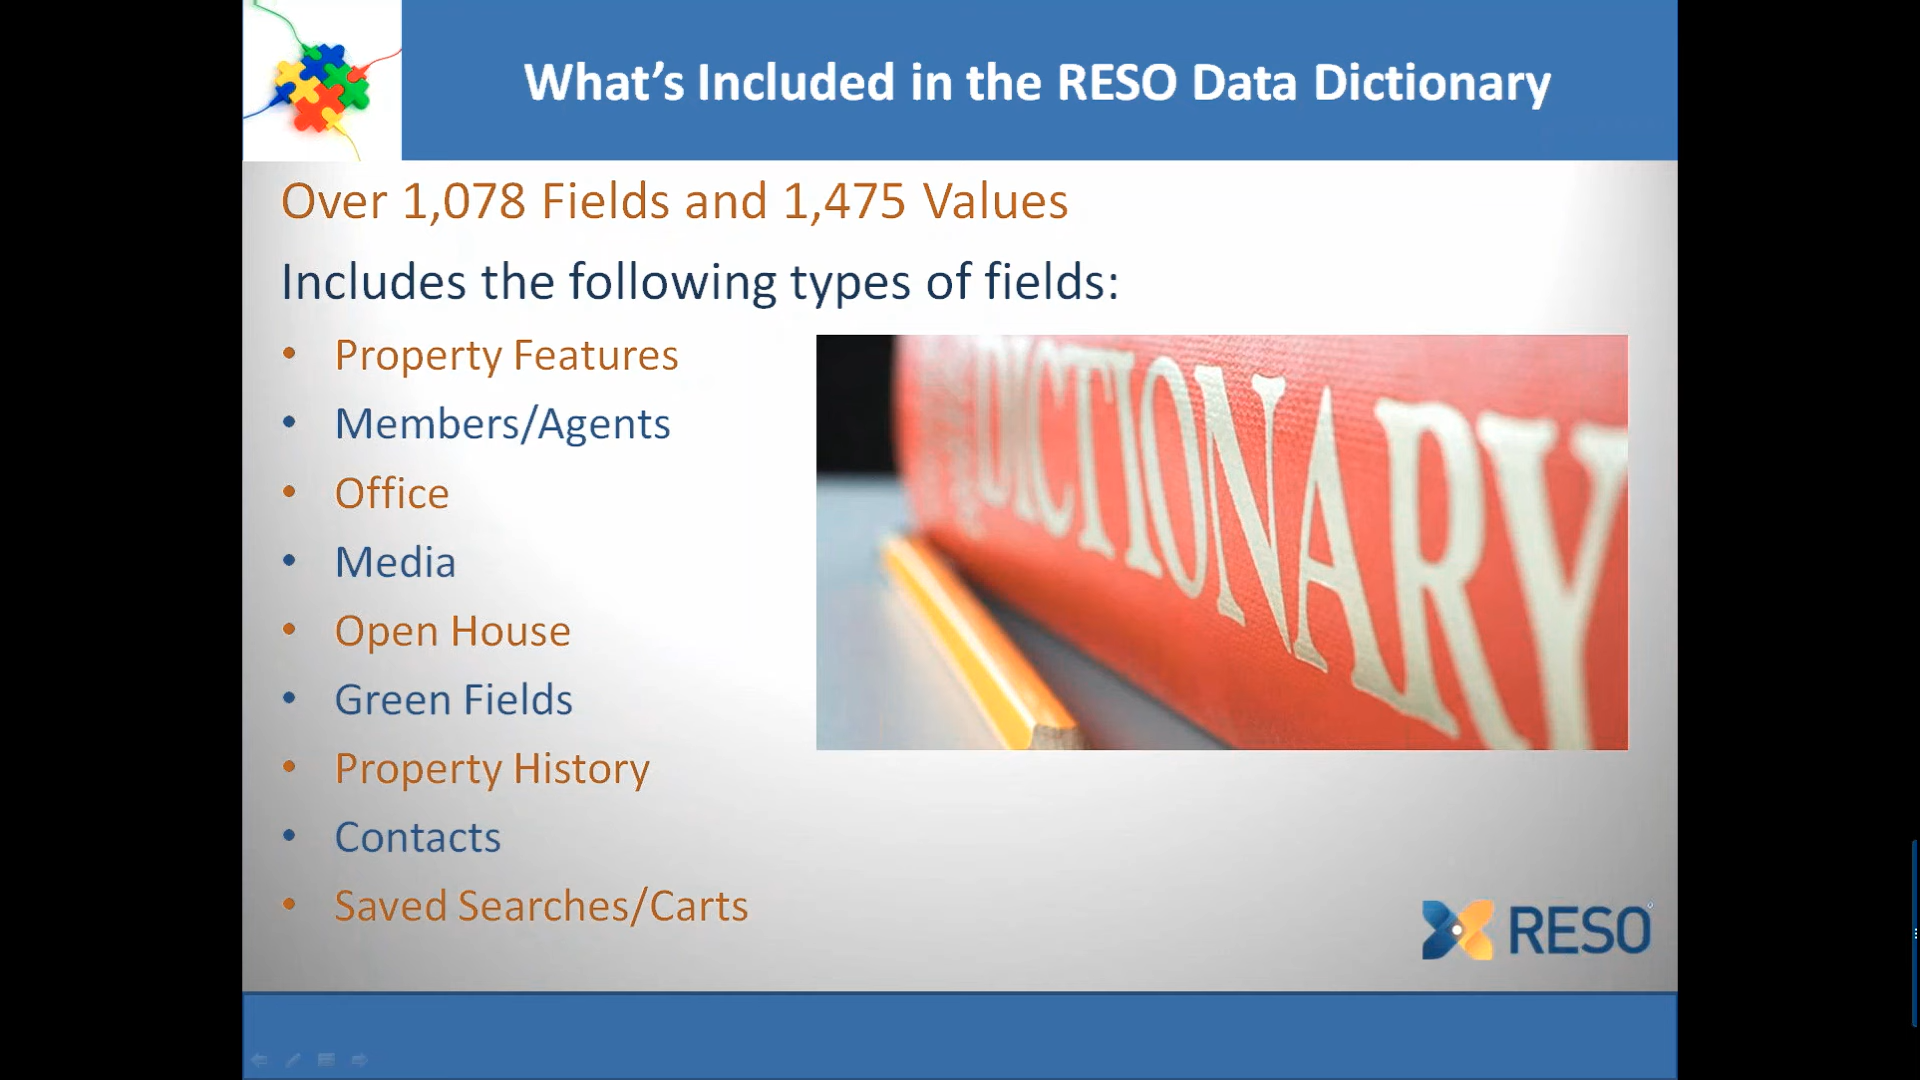 What's Included in the RESO Data Dictionary
Over 1,078 Fields and 1,475 Values
Includes the following types of fields:
• Property Features
• Members/Agents
• Office
• Media
• Open House
• Green Fields
• Property History
• Contacts
• Saved Searches/Carts
DICTIONARY
RESO